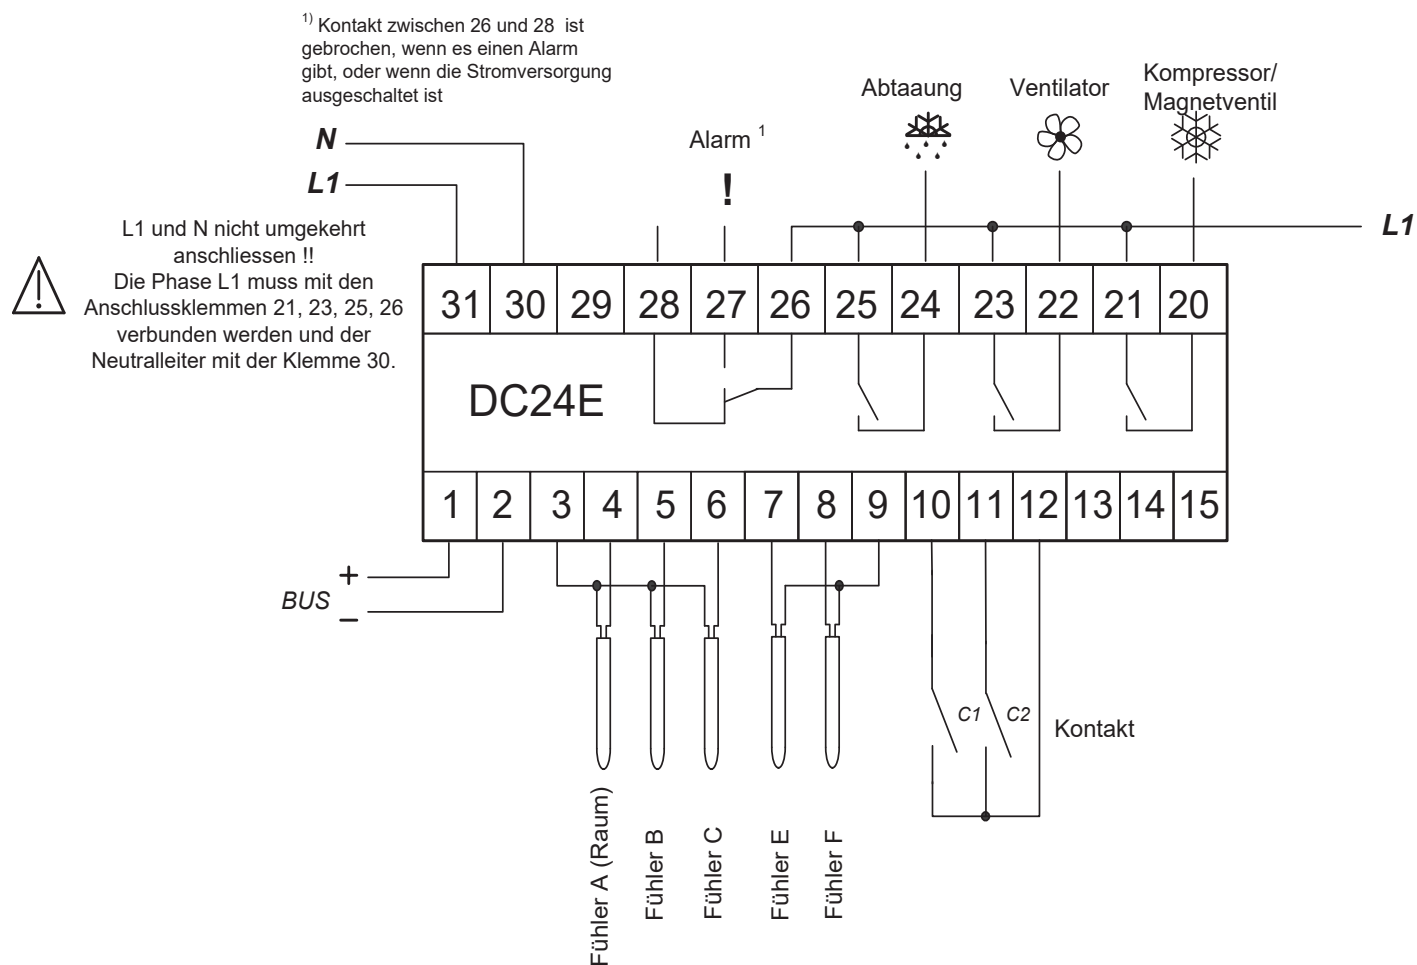 1) Kontakt zwischen 26 und 28 ist
gebrochen, wenn es einen Alarm
gibt, oder wenn die Stromversorgung
ausgeschaltet ist
Abtaaung
Ventilator
Kompressor/
Magnetventil
N
L1
Alarm 1
!
L1
L1 und N nicht umgekehrt
anschliessen !!
Die Phase L1 muss mit den
Anschlussklemmen 21, 23, 25, 26
verbunden werden und der
Neutralleiter mit der Klemme 30.
31 30 29 28 27 26 25 24 23 22 21 20
DC24E
1 2 3 4 5 6 7 8 9 10 11 12 13 14 15
BUS
+
−
C1
C2
Kontakt
Fühler A (Raum)
Fühler B
Fühler C
Fühler E
Fühler F